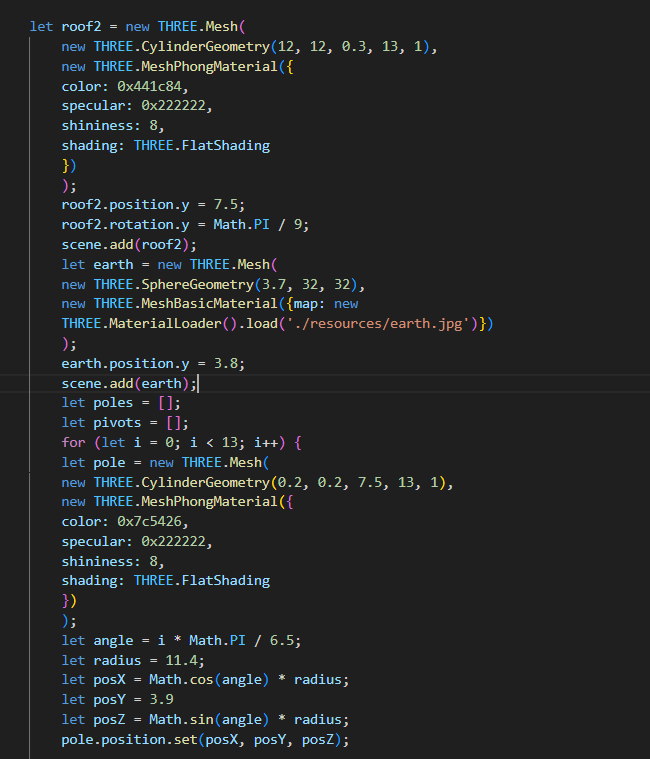 let roof2 = new THREE.Mesh(
new THREE.CylinderGeometry(12, 12, 0.3, 13, 1),
new THREE.MeshPhongMaterial({
color: 0x441c84,
specular: 0x222222,
shininess: 8,
shading: THREE.FlatShading
})
);
roof2.position.y = 7.5;
roof2.rotation.y = Math.PI / 9;
scene.add(roof2);
let earth = new THREE.Mesh(
new THREE.SphereGeometry(3.7, 32, 32),
new THREE.MeshBasicMaterial({map: new
THREE.MaterialLoader().load('./resources/earth.jpg')})
);
earth.position.y = 3.8;
scene.add(earth);
let poles = [];
let pivots = [];
for (let i = 0; i < 13; i++) {
let pole = new THREE.Mesh(
new THREE.CylinderGeometry(0.2, 0.2, 7.5, 13, 1),
new THREE.MeshPhongMaterial({
color: 0x7c5426,
specular: 0x222222,
shininess: 8,
shading: THREE.FlatShading
})
);
let angle = i * Math.PI / 6.5;
let radius = 11.4;
let posX = Math.cos(angle) * radius;
let posY = 3.9
let posZ = Math.sin(angle) * radius;
pole.position.set(posX, posY, posZ);